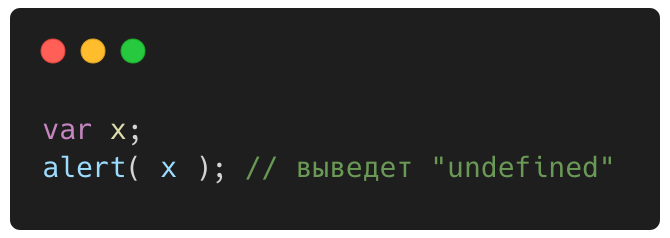 var x;
alert( x ); // выведет "undefined"